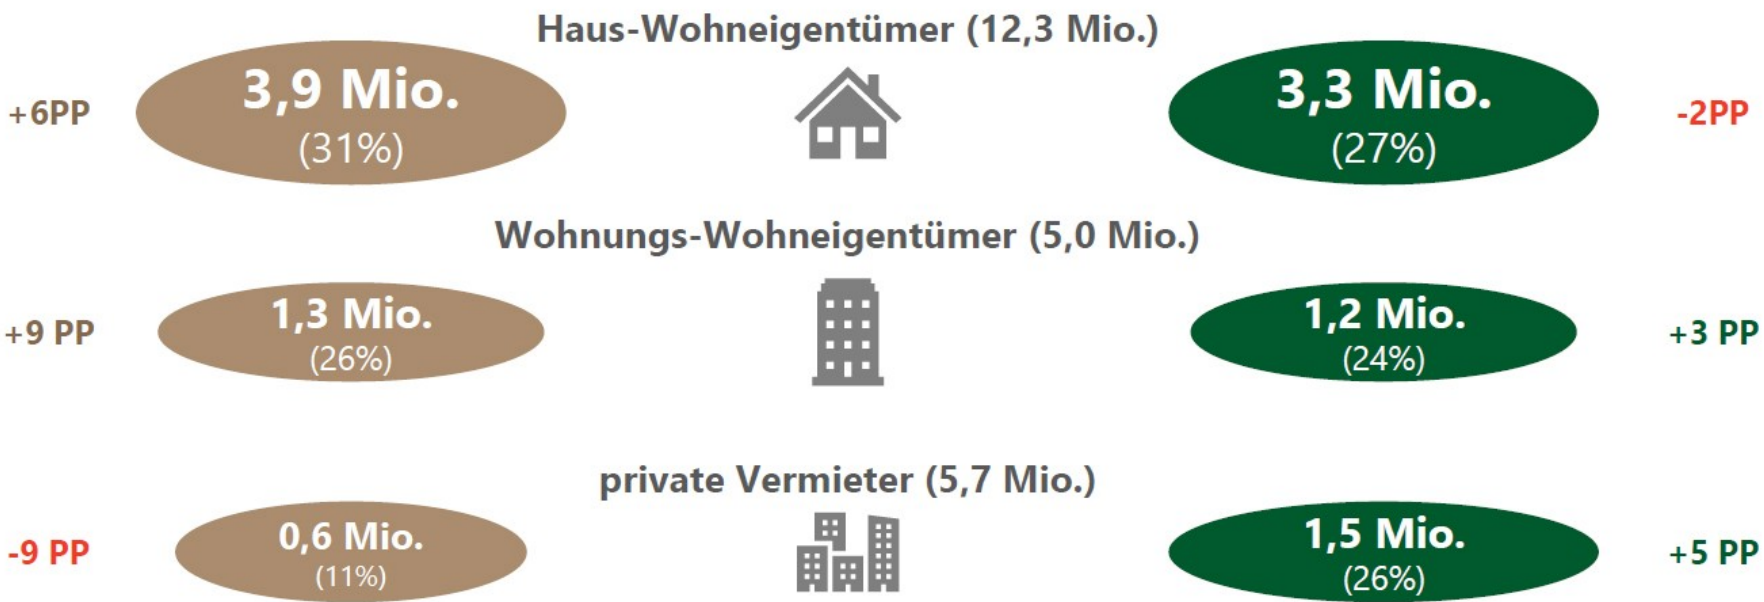 Haus-Wohneigentümer (12,3 Mio.)
+6PP
3,9 Mio.
(31%)
3,3 Mio.
(27%)
-2PP
Wohnungs-Wohneigentümer (5,0 Mio.)
+9 PP
1,3 Mio.
(26%)
1,2 Mio.
(24%)
+3 PP
private Vermieter (5,7 Mio.)
-9 PP
0,6 Mio.
(11%)
1,5 Mio.
(26%)
+5 PP